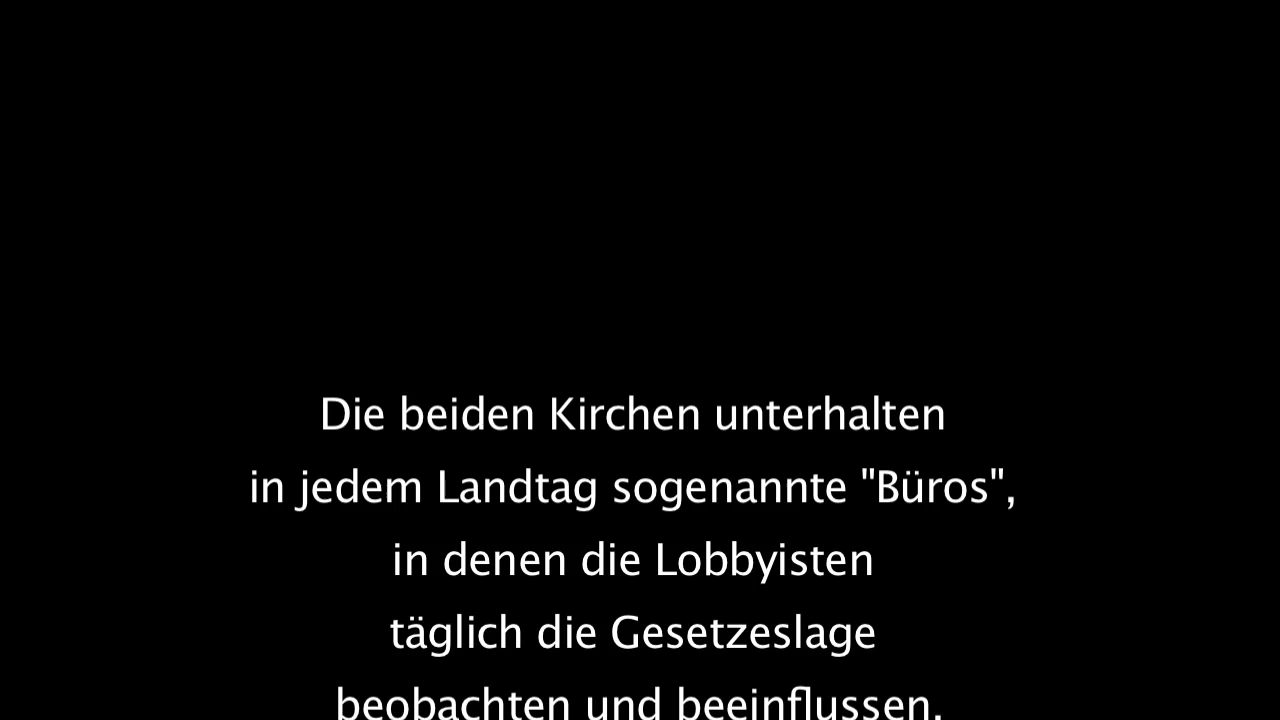 Die beiden Kirchen unterhalten
in jedem Landtag sogenannte "Büros",
in denen die Lobbyisten
täglich die Gesetzeslage
beobachten und beeinflussen.